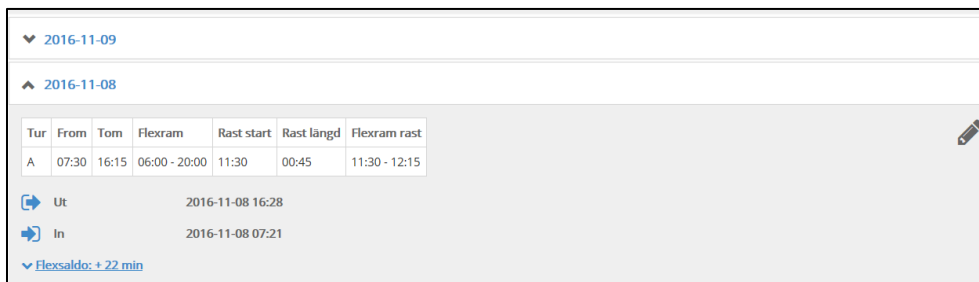 2016-11-09
2016-11-08
Tur From Tom Flexram Rast start Rast längd Flexram rast
A 07:30 16:15 06:00 - 20:00 11:30 00:45 11:30 - 12:15
Ut 2016-11-08 16:28
In 2016-11-08 07:21
Flexsaldo: + 22 min